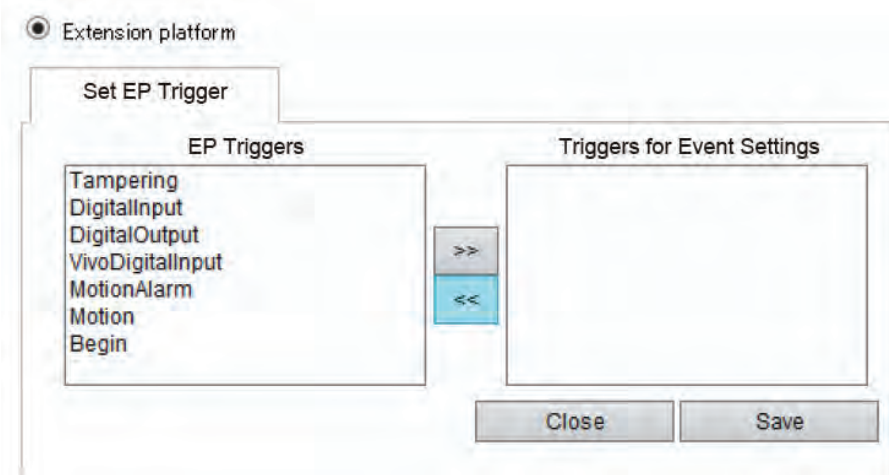 Extension platform
Set EP Trigger
EP Triggers
Triggers for Event Settings
Tampering
DigitalInput
DigitalOutput
VivoDigitalInput
MotionAlarm
Motion
Begin
>>
<<
Close
Save